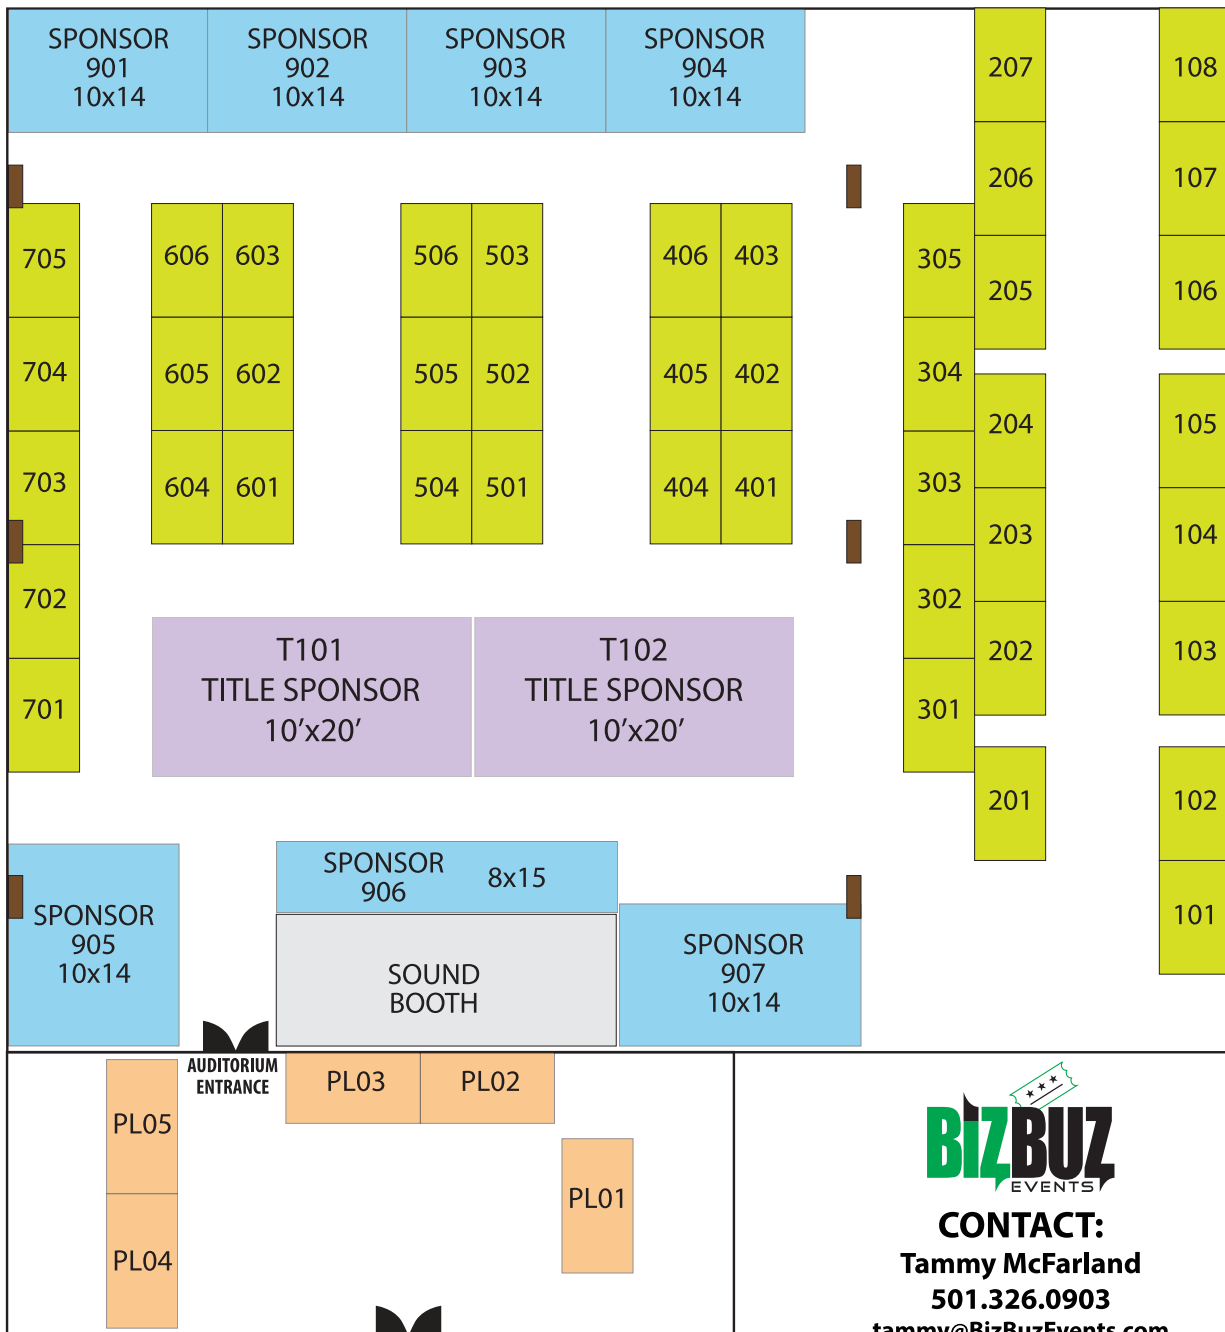 SPONSOR
901
10x14
SPONSOR
902
10x14
SPONSOR
903
10x14
SPONSOR
904
10x14
207
108
206
107
705
606
603
506
503
406
403
305
205
106
704
605
602
505
502
405
402
304
204
105
703
604
601
504
501
404
401
303
203
104
702
302
202
103
T101
TITLE SPONSOR
10’x20’
T102
TITLE SPONSOR
10’x20’
701
301
201
102
SPONSOR
906
8x15
SPONSOR
905
10x14
SOUND
BOOTH
SPONSOR
907
10x14
101
AUDITORIUM
ENTRANCE
PL03
PL02
PL05
PL01
PL04
BiZBUZ
EVENTS
CONTACT:
Tammy McFarland
501.326.0903
tammy@BizBuzEvents.com